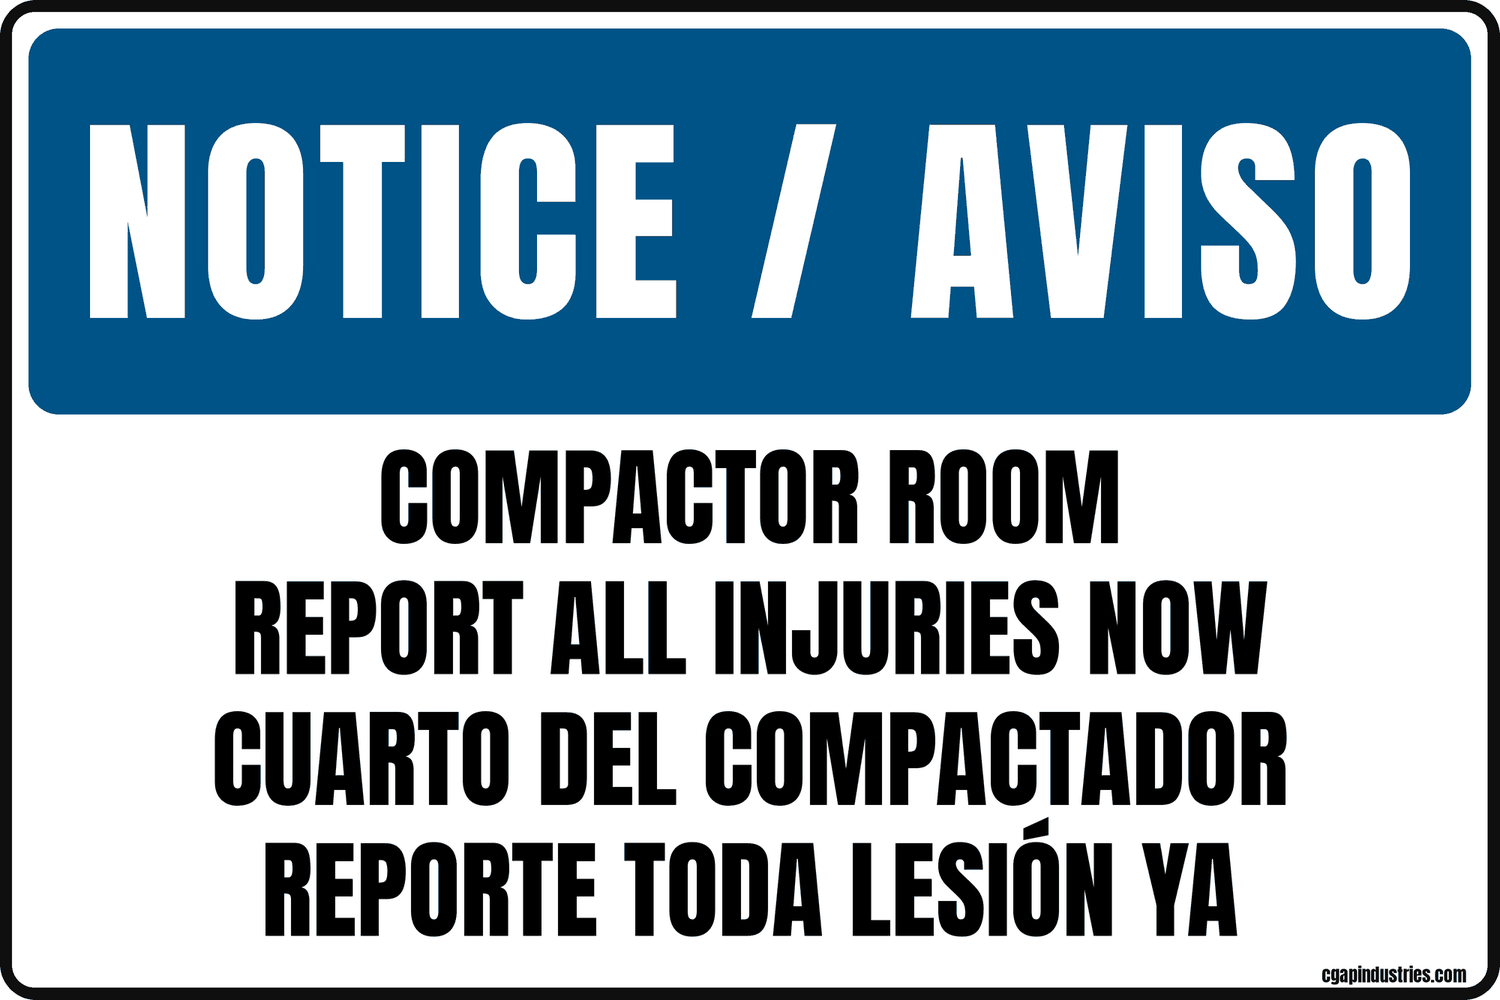 NOTICE / AVISO
COMPACTOR ROOM
REPORT ALL INJURIES NOW
CUARTO DEL COMPACTADOR
REPORTE TODA LESIÓN YA
cgapindustries.com